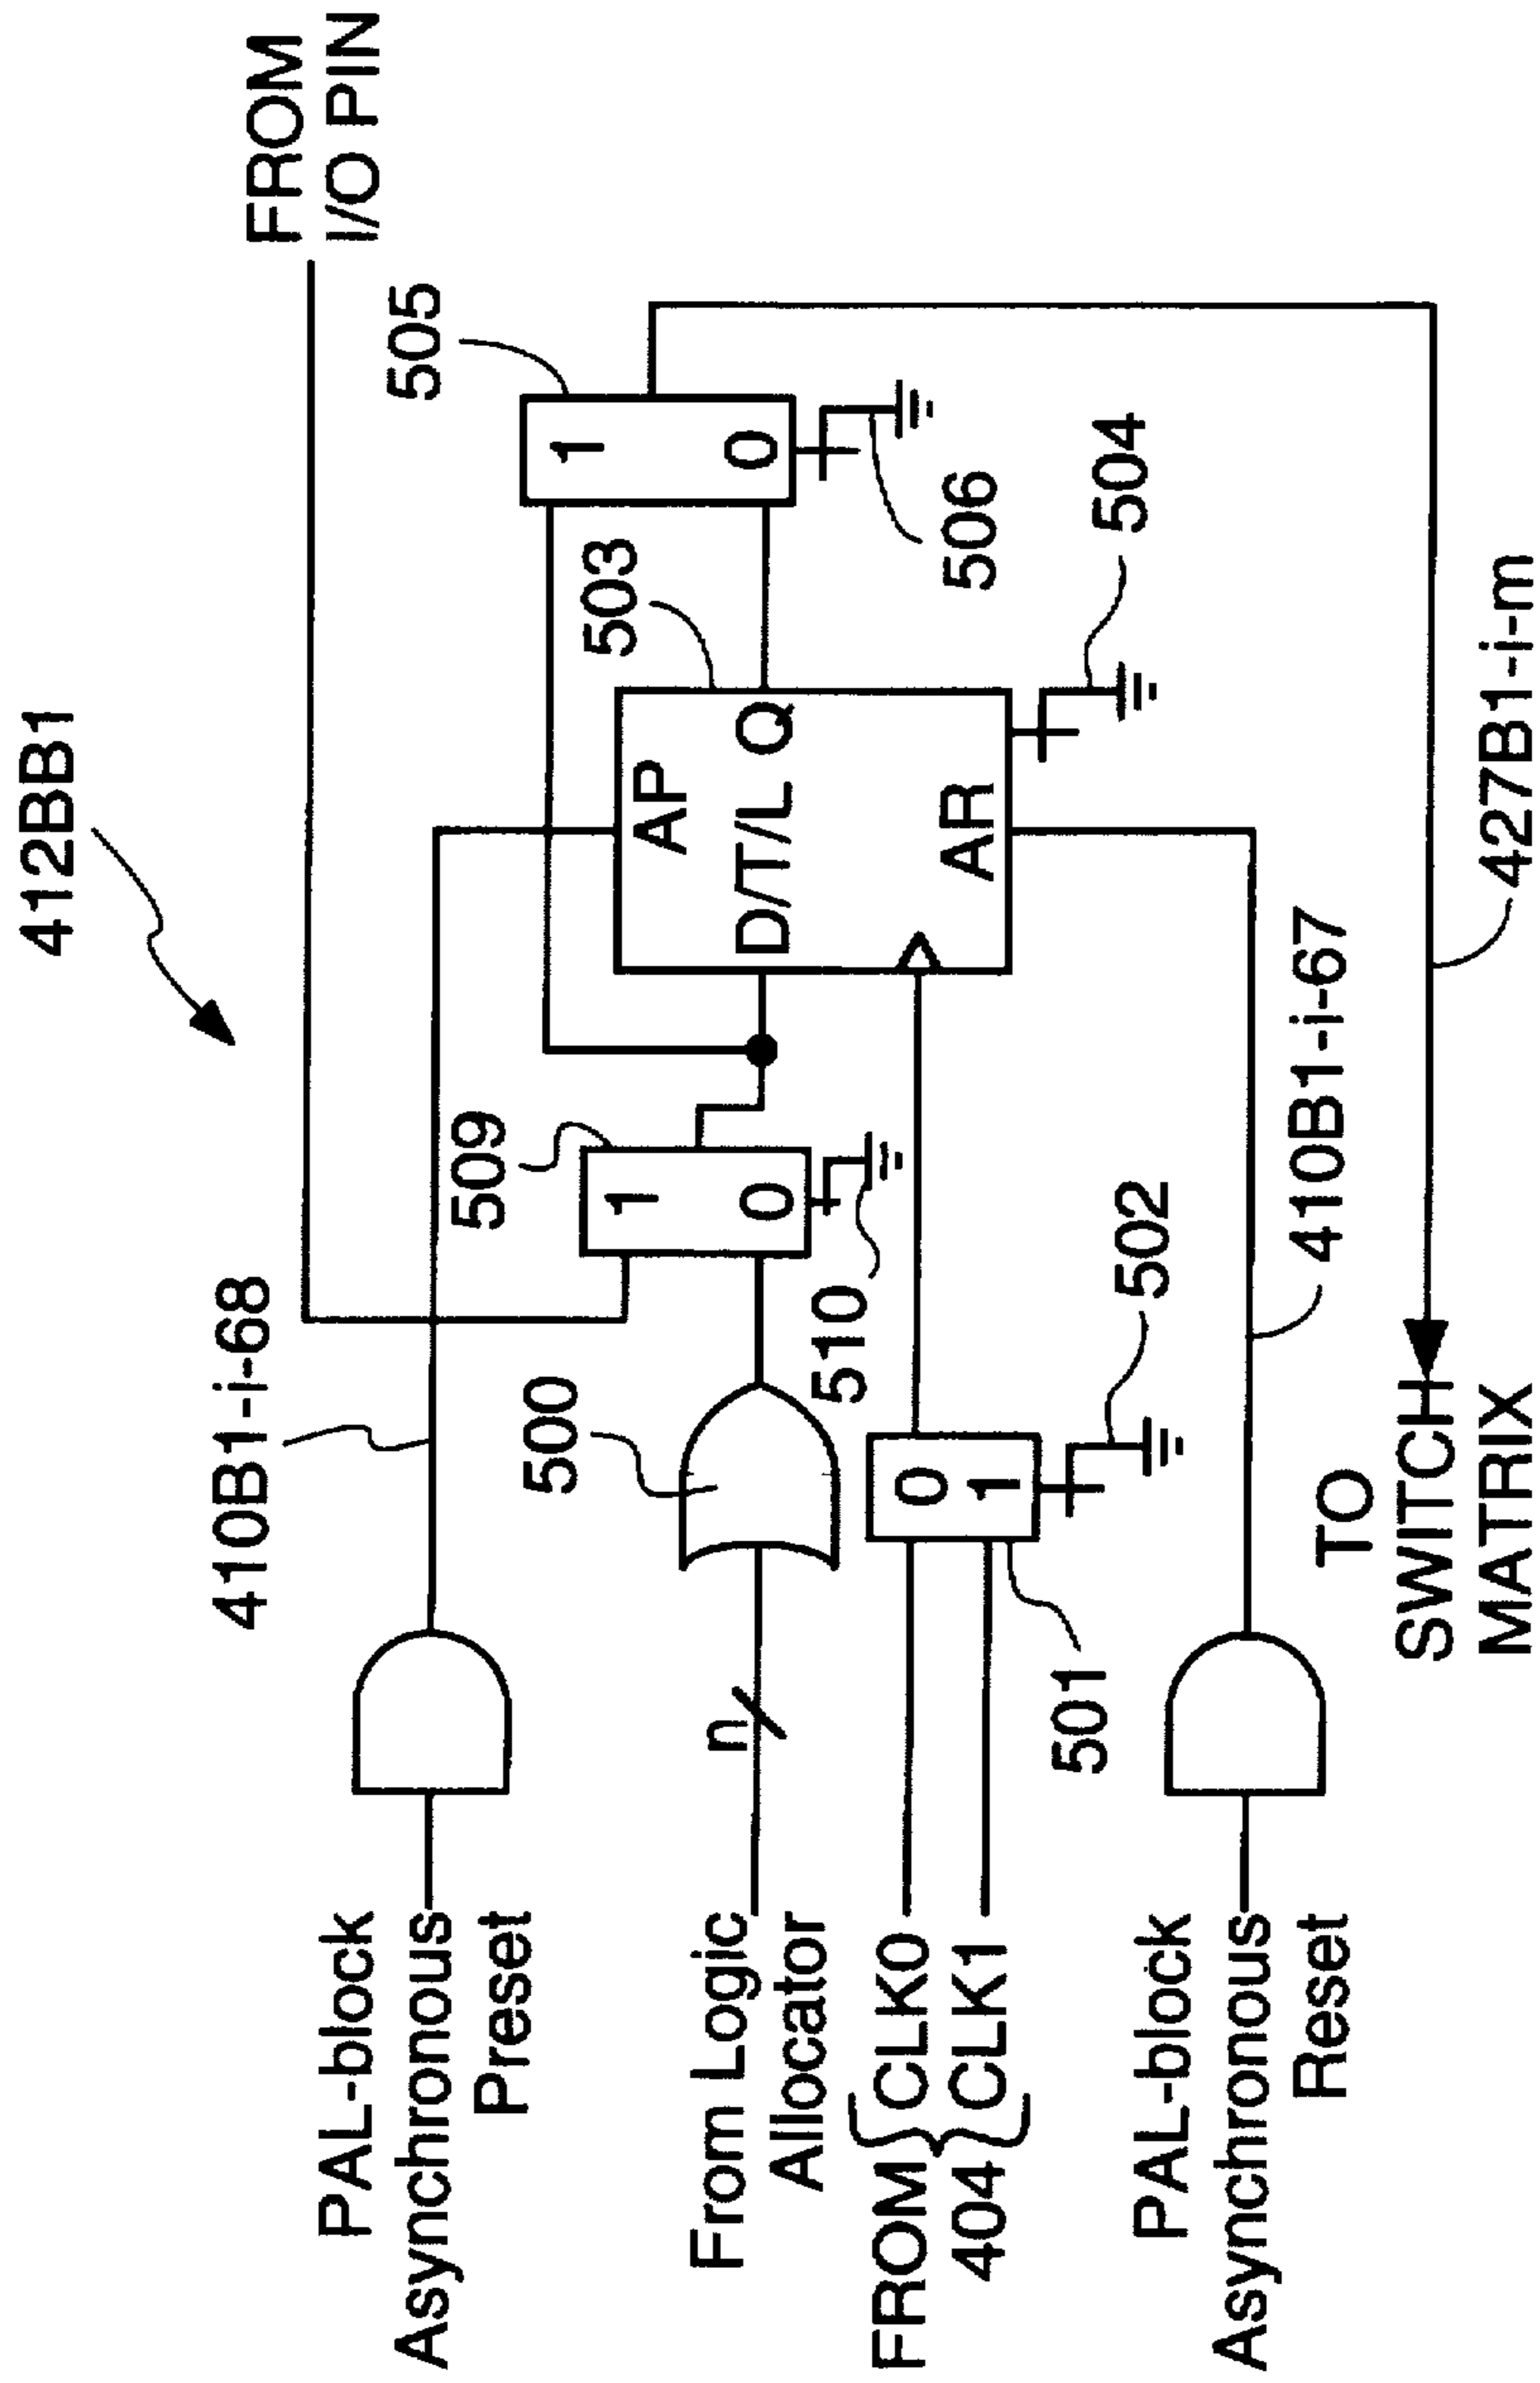 412BB1
FROM
I/O PIN
410B1-i-68
PAL-block
Asynchronous
Preset
505
509
503
1
0
1
0
AP
D/T/L Q
AR
500
n
From Logic
Allocator
510
506
504
FROM
404
CLK0
CLK1
0
1
501
502
PAL-block
Asynchronous
Reset
410B1-i-67
TO
SWITCH
MATRIX
427B1-i-m